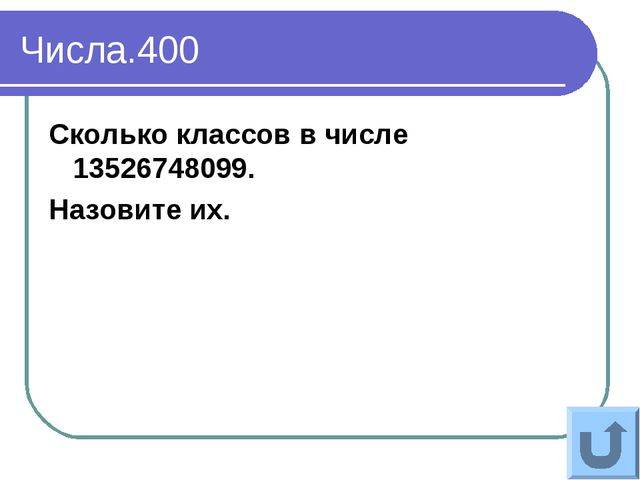 Числа.400
Сколько классов в числе
13526748099.
Назовите их.